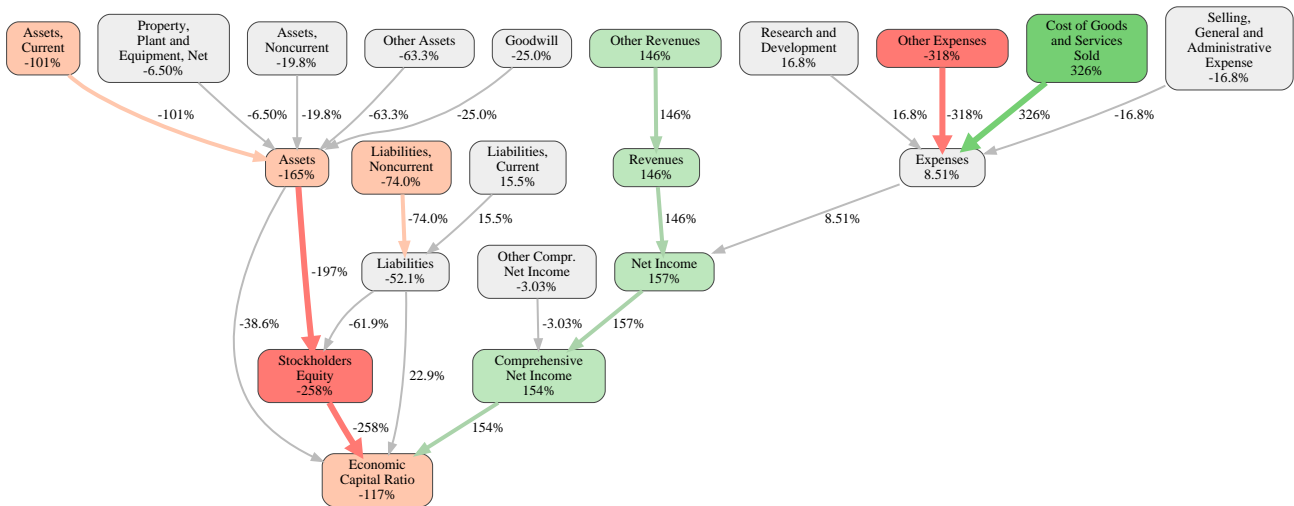 Assets,
Current
-101%
Property,
Plant and
Equipment, Net
-6.50%
Assets,
Noncurrent
-19.8%
Other Assets
-63.3%
Goodwill
-25.0%
Other Revenues
146%
Research and
Development
16.8%
Other Expenses
-318%
Cost of Goods
and Services
Sold
326%
Selling,
General and
Administrative
Expense
-16.8%
-101%
-6.50%
-19.8%
-63.3%
-25.0%
146%
16.8%
-318%
326%
-16.8%
Assets
-165%
Liabilities,
Noncurrent
-74.0%
Liabilities,
Current
15.5%
Revenues
146%
Expenses
8.51%
-74.0%
15.5%
146%
8.51%
-197%
Liabilities
-52.1%
Other Compr.
Net Income
-3.03%
Net Income
157%
-38.6%
-61.9%
-3.03%
157%
22.9%
Stockholders
Equity
-258%
Comprehensive
Net Income
154%
-258%
154%
Economic
Capital Ratio
-117%